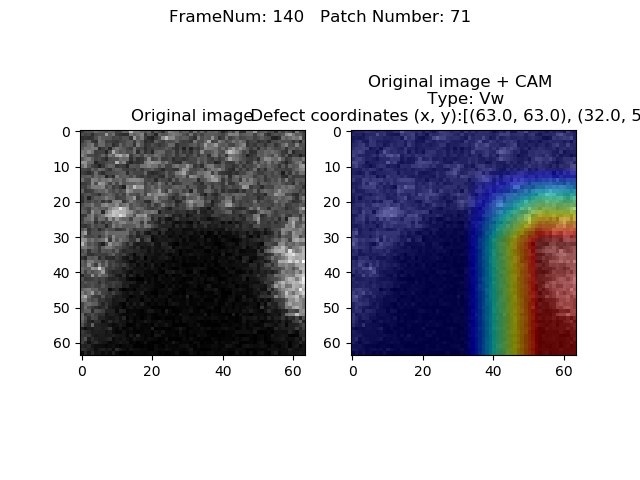 FrameNum: 140   Patch Number: 71
Original image + CAM
Type: Vw
Original image
Defect coordinates (x, y):[(63.0, 63.0), (32.0, 5
0
10
20
30
40
50
60
0 20 40 60
0
10
20
30
40
50
60
0 20 40 60